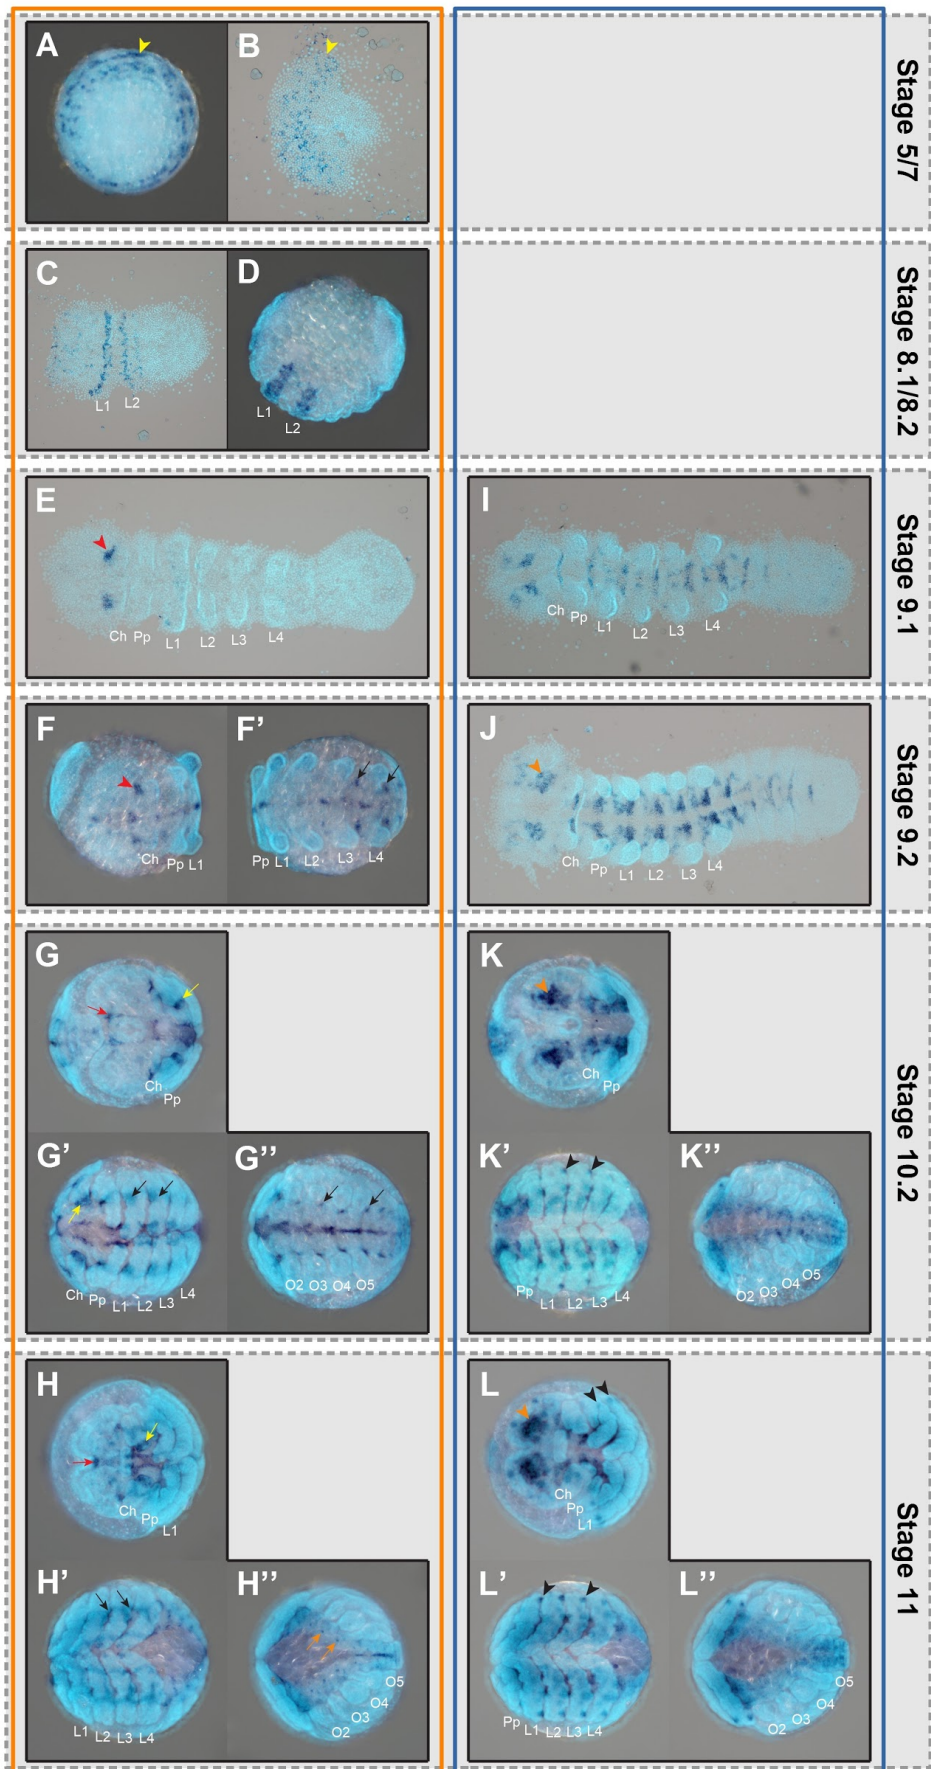 A
B
Stage 5/7
C
L1
L2
D
L1
L2
Stage 8.1/8.2
E
Ch Pp L1 L2 L3 L4
I
Ch Pp L1 L2 L3 L4
Stage 9.1
F
Ch Pp L1
F’
Pp L1 L2 L3 L4
J
Ch Pp L1 L2 L3 L4
Stage 9.2
G
Ch
Pp
G’
Ch Pp L1 L2 L3 L4
G’’
O2 O3 O4 O5
K
Ch
Pp
K’
Pp L1 L2 L3 L4
K’’
O2 O3 O4 O5
Stage 10.2
H
Ch
Pp
L1
H’
L1 L2 L3 L4
H’’
O2 O3 O4 O5
L
Ch
Pp
L1
L’
Pp L1 L2 L3 L4
L’’
O2 O3 O4 O5
Stage 11